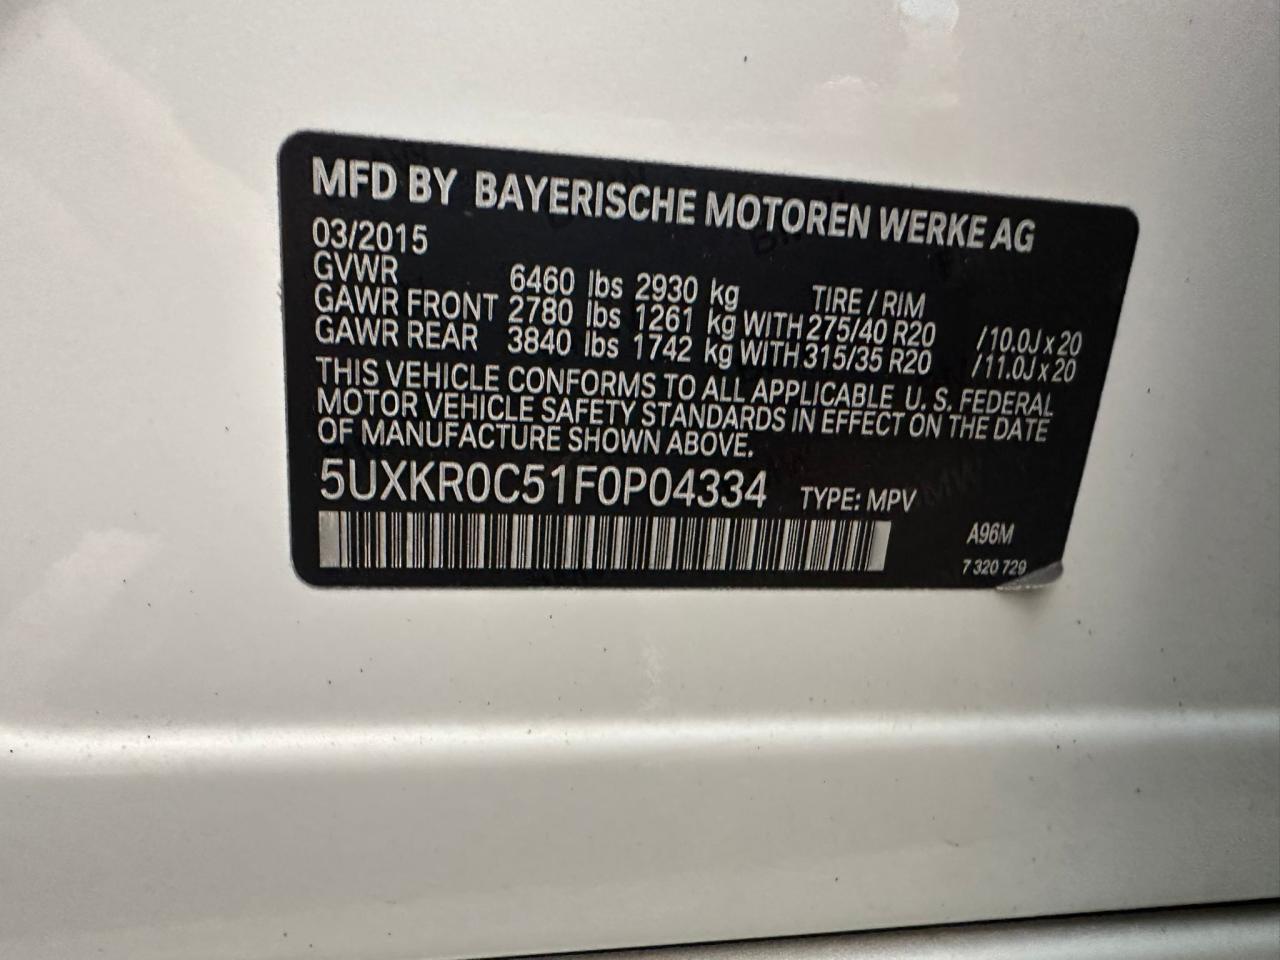 MFD BY BAYERISCHE MOTOREN WERKE AG
03/2015
GVWR 6460 lbs 2930 kg TIRE / RIM
GAWR FRONT 2780 lbs 1261 kg WITH 275/40 R20 / 10.0J x 20
GAWR REAR 3840 lbs 1742 kg WITH 315/35 R20 / 11.0J x 20
THIS VEHICLE CONFORMS TO ALL APPLICABLE U. S. FEDERAL
MOTOR VEHICLE SAFETY STANDARDS IN EFFECT ON THE DATE
OF MANUFACTURE SHOWN ABOVE.
5UXKR0C51F0P04334 TYPE: MPV
A96M
7 320 729